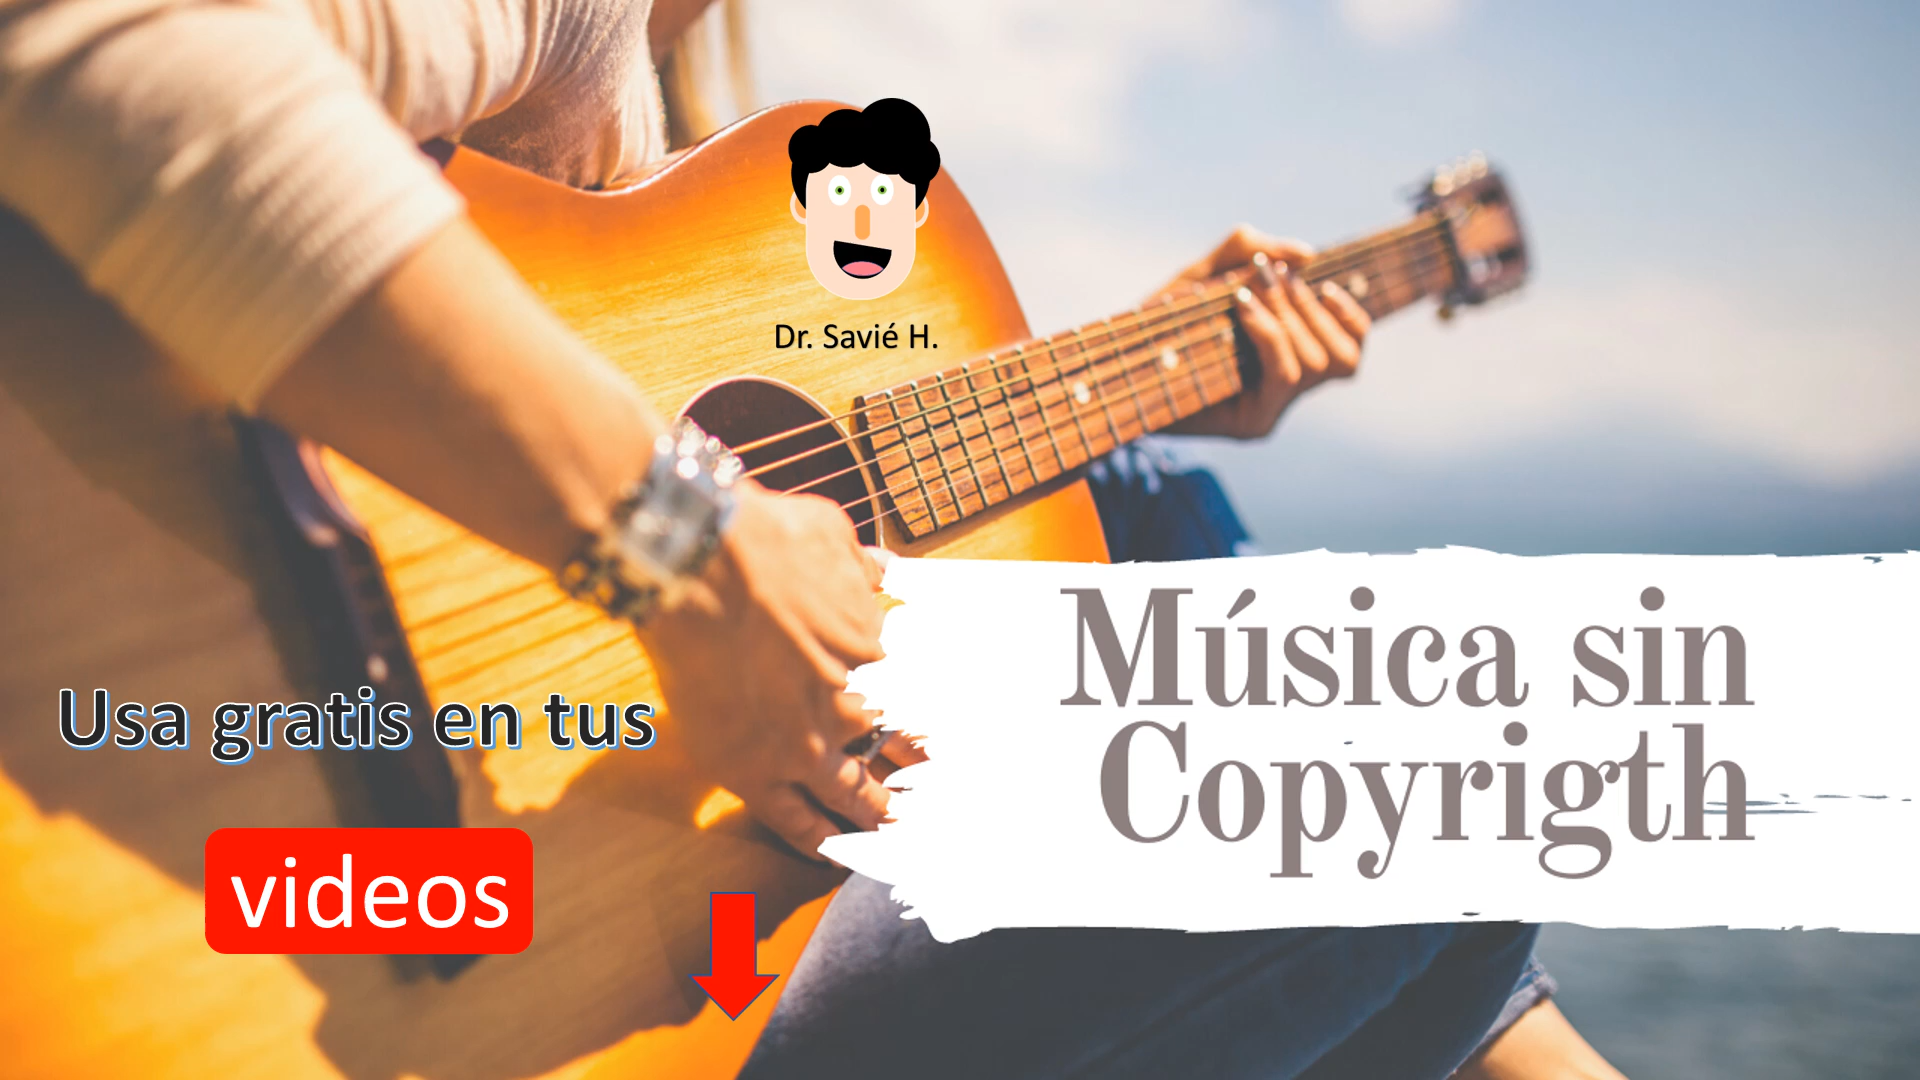 Dr. Savié H.
Música sin
Copyrigth
Usa gratis en tus
videos